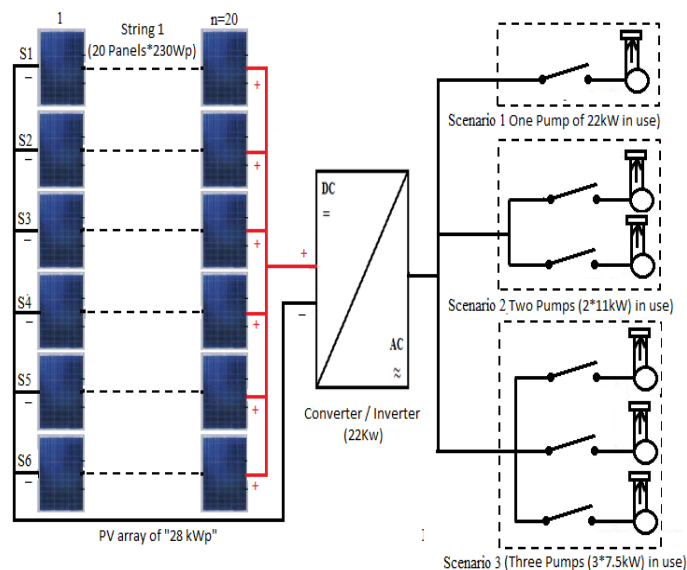 1
String 1
(20 Panels*230Wp)
n=20
S1
−
+
S2
−
+
S3
−
+
S4
−
+
S5
−
+
S6
−
+
PV array of "28 kWp"
+
−
DC
=
AC
≈
Converter / Inverter
(22Kw)
Scenario 1 One Pump of 22kW in use)
Scenario 2 Two Pumps (2*11kW) in use)
Scenario 3 (Three Pumps (3*7.5kW) in use)